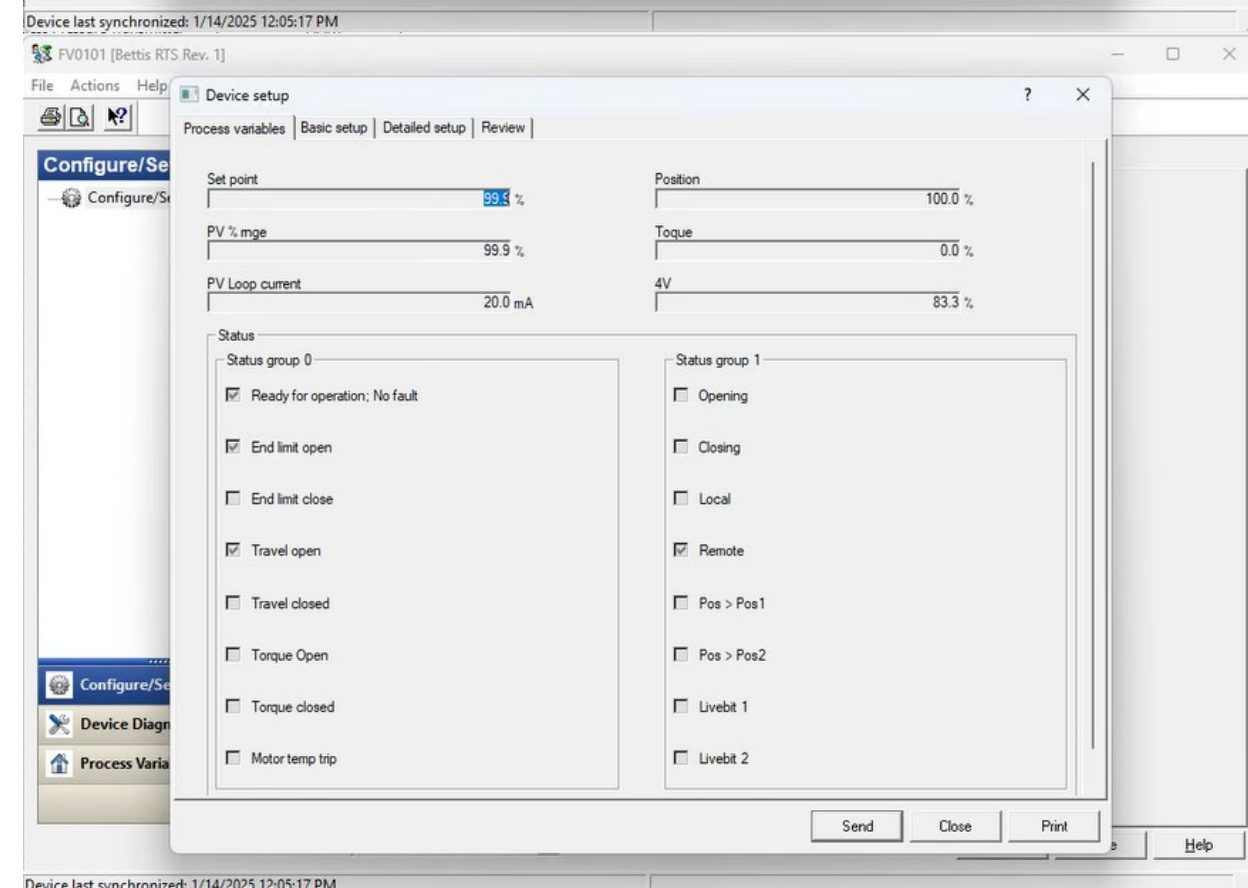 Device last synchronized: 1/14/2025 12:05:17 PM
FV0101 [Bettis RTS Rev. 1]
File Actions Help
Device setup
Process variables Basic setup Detailed setup Review
Configure/Se
Configure/Se
Set point
99.9 %
Position
100.0 %
PV % rnge
99.9 %
Toque
0.0 %
PV Loop current
20.0 mA
4V
83.3 %
Status
Status group 0
Ready for operation; No fault
End limit open
End limit close
Travel open
Travel closed
Torque Open
Torque closed
Motor temp trip
Status group 1
Opening
Closing
Local
Remote
Pos > Pos1
Pos > Pos2
Livebit 1
Livebit 2
Configure/Se
Device Diagn
Process Varia
Send Close Print
Help
Device last synchronized: 1/14/2025 12:05:17 PM